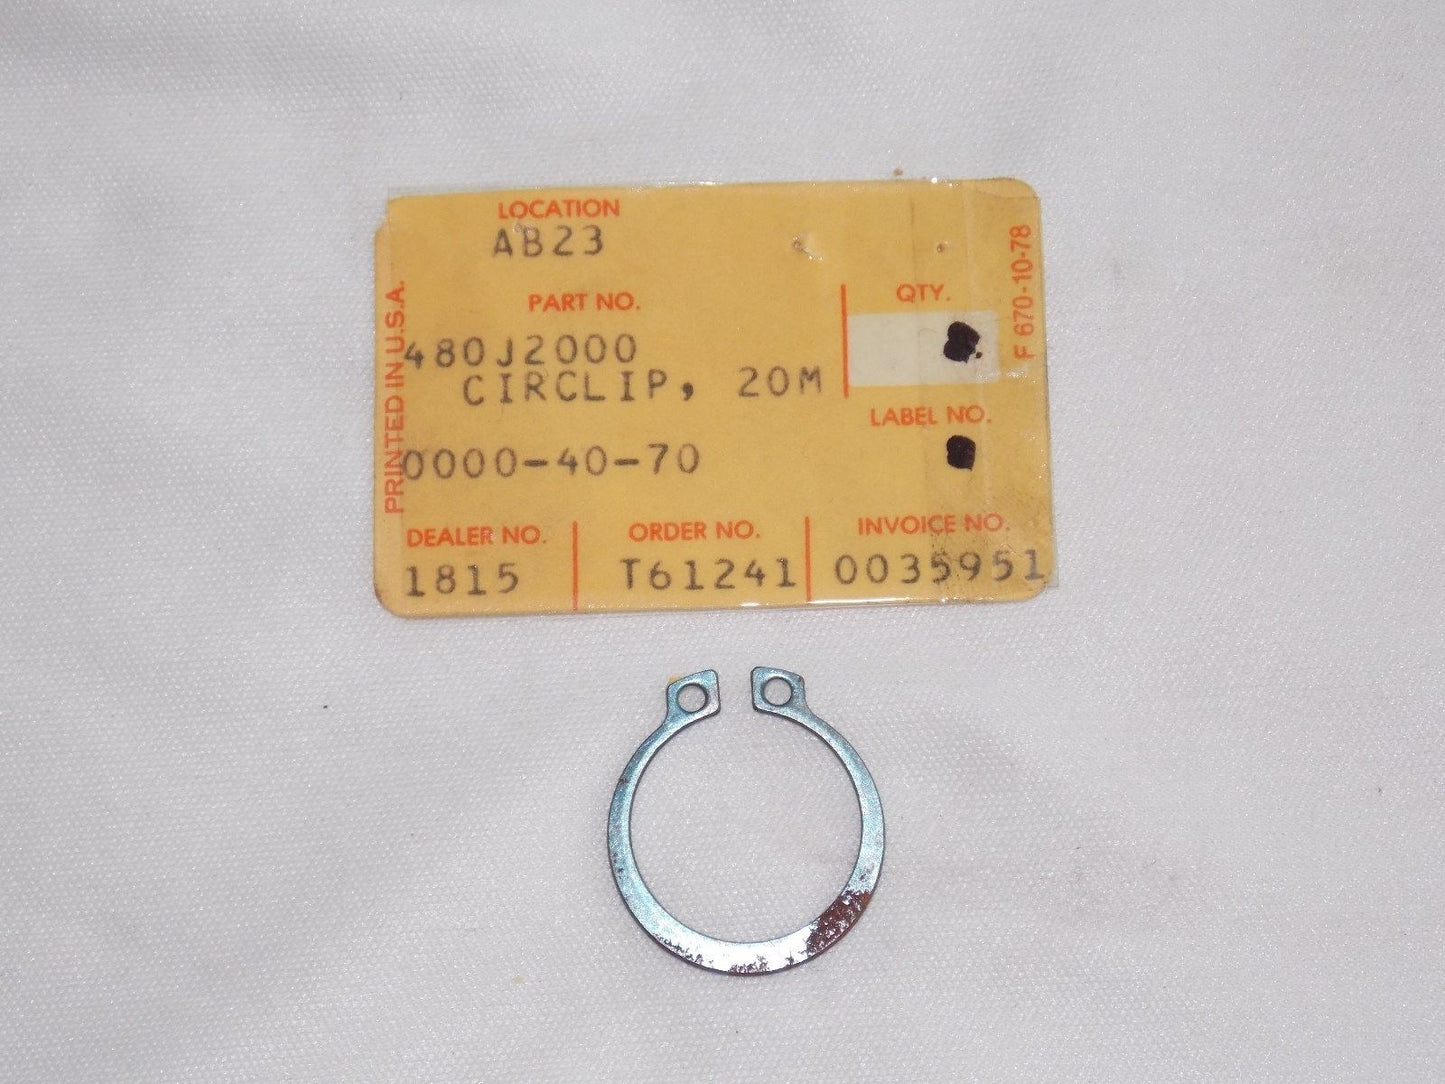 LOCATION
AB23
PART NO.
QTY.
480J2000
CIRCLIP, 20M
LABEL NO.
0000-40-70
DEALER NO.
ORDER NO.
INVOICE NO.
1815
T61241
0035951
PRINTED IN U.S.A.
F 670-10-78